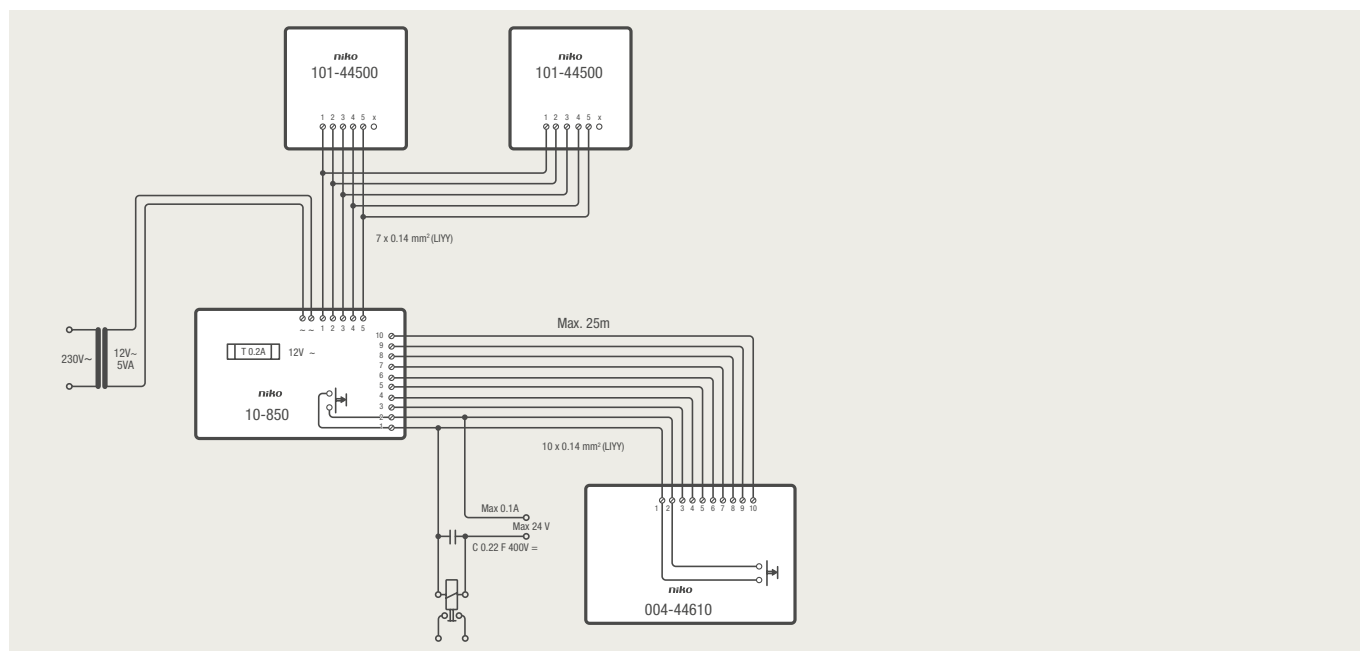 niko
101-44500
1 2 3 4 5 x
niko
101-44500
1 2 3 4 5 x
7 x 0.14 mm² (LIYY)
230V~
12V~
5VA
~ ~ 1 2 3 4 5
T 0.2A
12V ~
niko
10-850
10
9
8
7
6
5
4
3
2
1
Max. 25m
10 x 0.14 mm² (LIYY)
Max 0.1A
Max 24 V
C 0.22 F 400V =
1 2 3 4 5 6 7 8 9 10
niko
004-44610